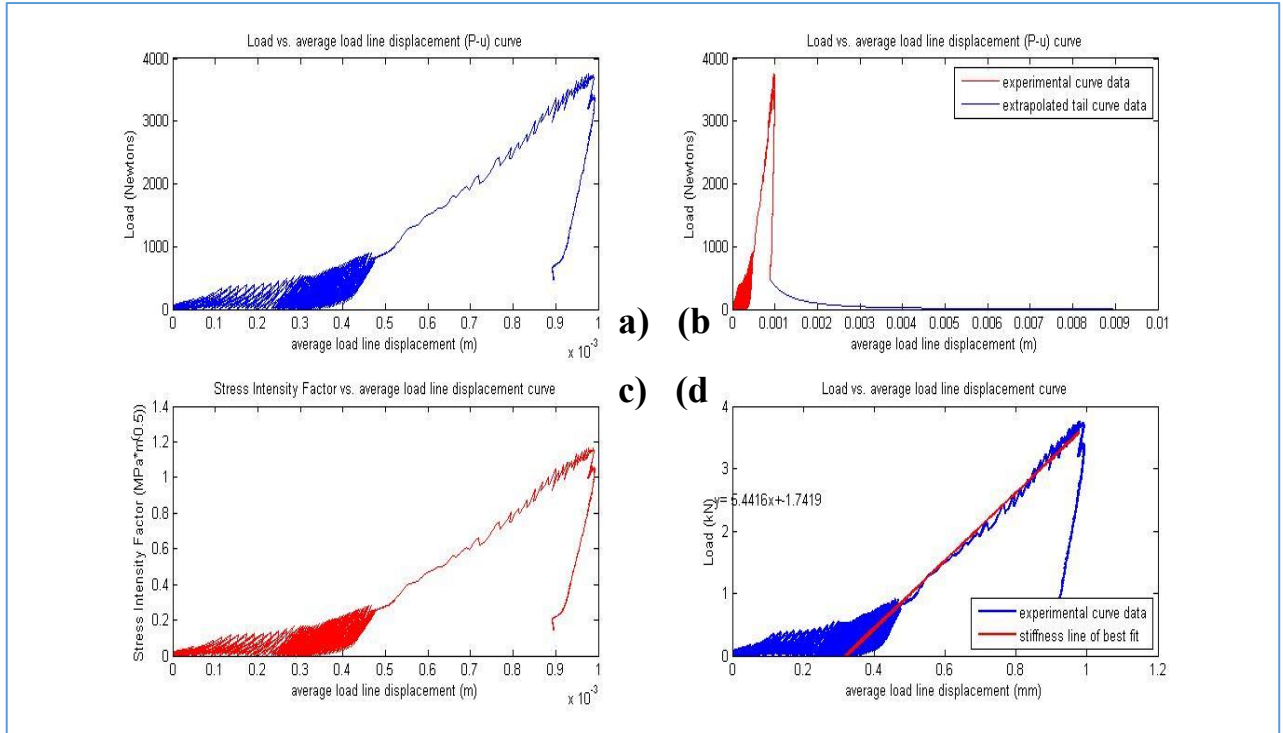 Load vs. average load line displacement (P-u) curve
4000
3000
2000
1000
0
Load (Newtons)
0 0.1 0.2 0.3 0.4 0.5 0.6 0.7 0.8 0.9 1
average load line displacement (m)
x 10⁻³
a)
Load vs. average load line displacement (P-u) curve
experimental curve data
extrapolated tail curve data
4000
3000
2000
1000
0
Load (Newtons)
0 0.001 0.002 0.003 0.004 0.005 0.006 0.007 0.008 0.009 0.01
average load line displacement (m)
(b
Stress Intensity Factor vs. average load line displacement curve
1.4
1.2
1
0.8
0.6
0.4
0.2
0
Stress Intensity Factor (MPa*m(0.5))
0 0.1 0.2 0.3 0.4 0.5 0.6 0.7 0.8 0.9 1
average load line displacement (m)
x 10⁻³
c)
(d
Load vs. average load line displacement curve
4
3
2
1
0
Load (kN)
y= 5.4416x+-1.7419
experimental curve data
stiffness line of best fit
0 0.2 0.4 0.6 0.8 1 1.2
average load line displacement (mm)